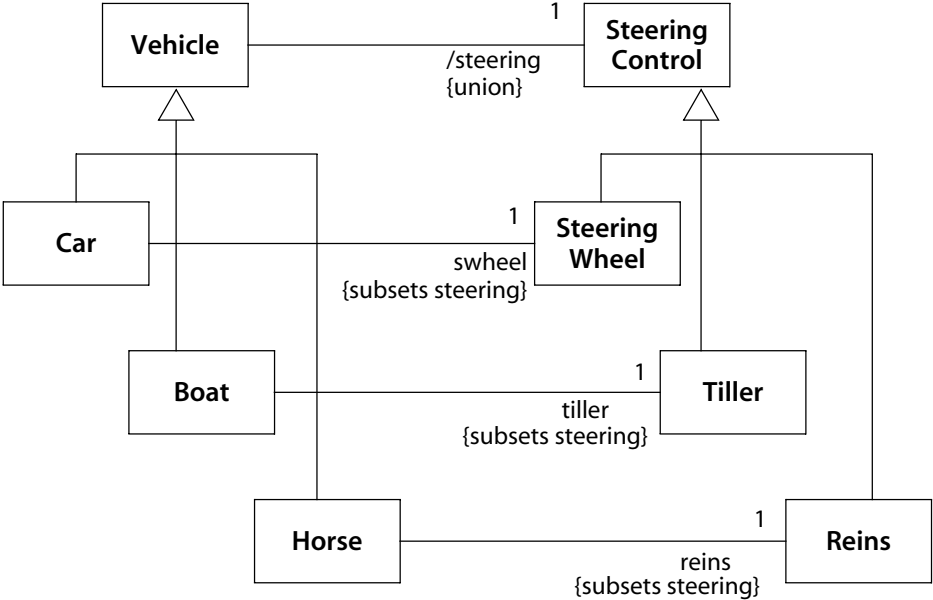 Vehicle
1
Steering
Control
/steering
{union}
Car
1
Steering
Wheel
swheel
{subsets steering}
Boat
1
Tiller
tiller
{subsets steering}
Horse
1
Reins
reins
{subsets steering}